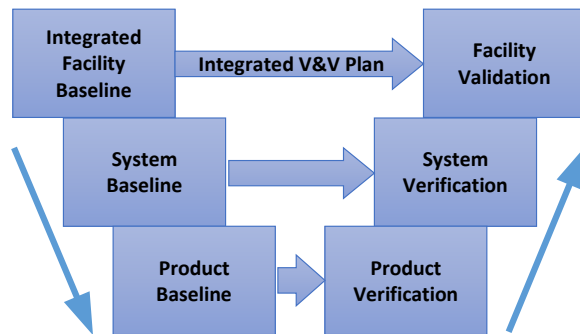 Integrated
Facility
Baseline
Integrated V&V Plan
Facility
Validation
System
Baseline
System
Verification
Product
Baseline
Product
Verification